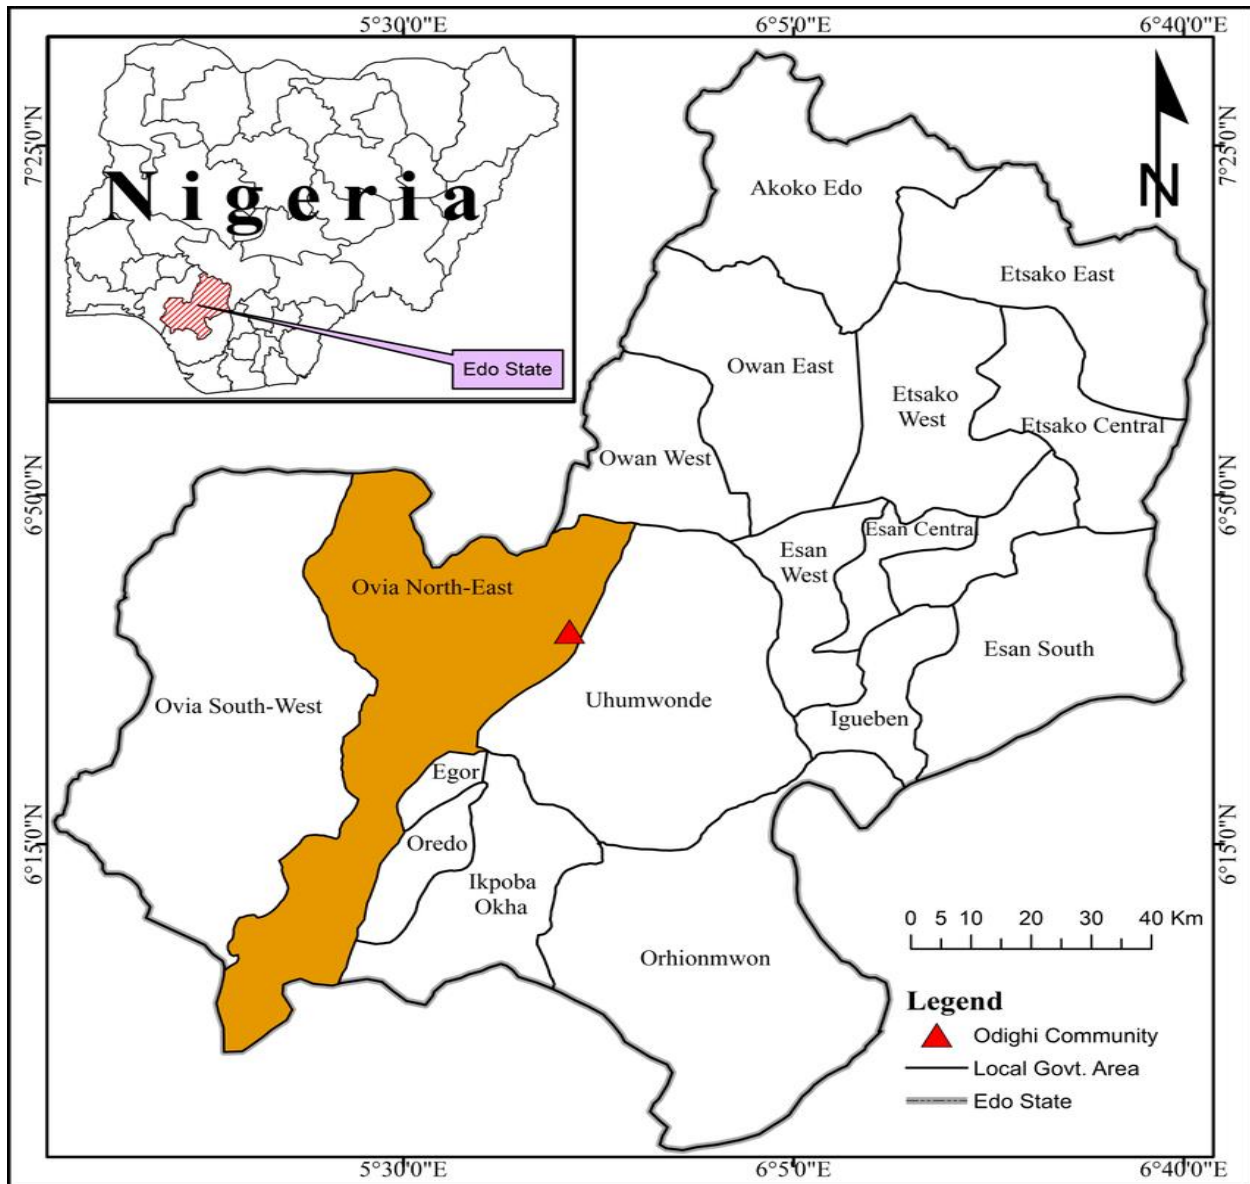 5°30'0"E
6°5'0"E
6°40'0"E
7°25'0"N
7°25'0"N
Nigeria
Edo State
N
Akoko Edo
Etsako East
Owan East
Etsako
West
Etsako Central
Owan West
6°50'0"N
6°50'0"N
Esan Central
Esan
West
Ovia North-East
Esan South
Uhumwonde
Ovia South-West
Igueben
Egor
6°15'0"N
6°15'0"N
Oredo
Ikpoba
Okha
Orhionmwon
0 5 10 20 30 40 Km
Legend
Odighi Community
Local Govt. Area
Edo State
5°30'0"E
6°5'0"E
6°40'0"E